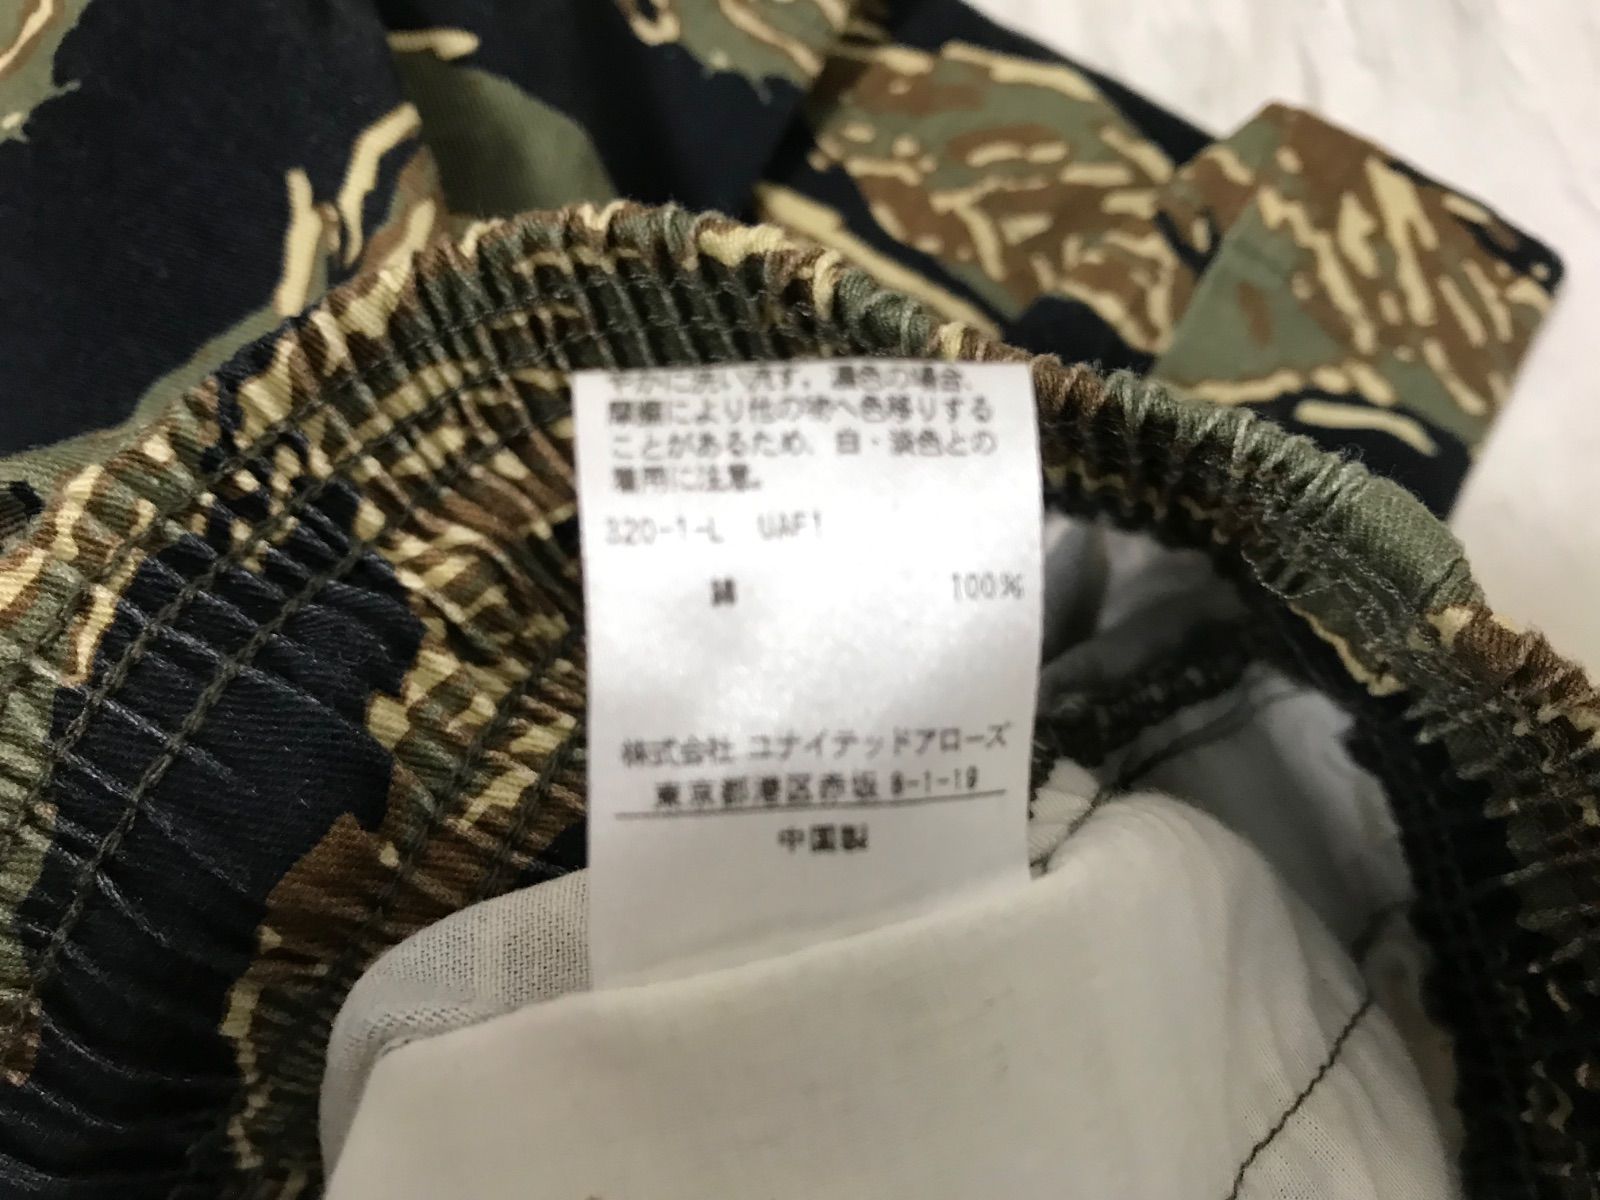 やかに洗い流す。濃色の場合、
摩擦により他の物へ色移りする
ことがあるため、白・淡色との
着用に注意。
320-1-L UAF1
綿 100%
株式会社 ユナイテッドアローズ
東京都港区赤坂 8-1-19
中国製